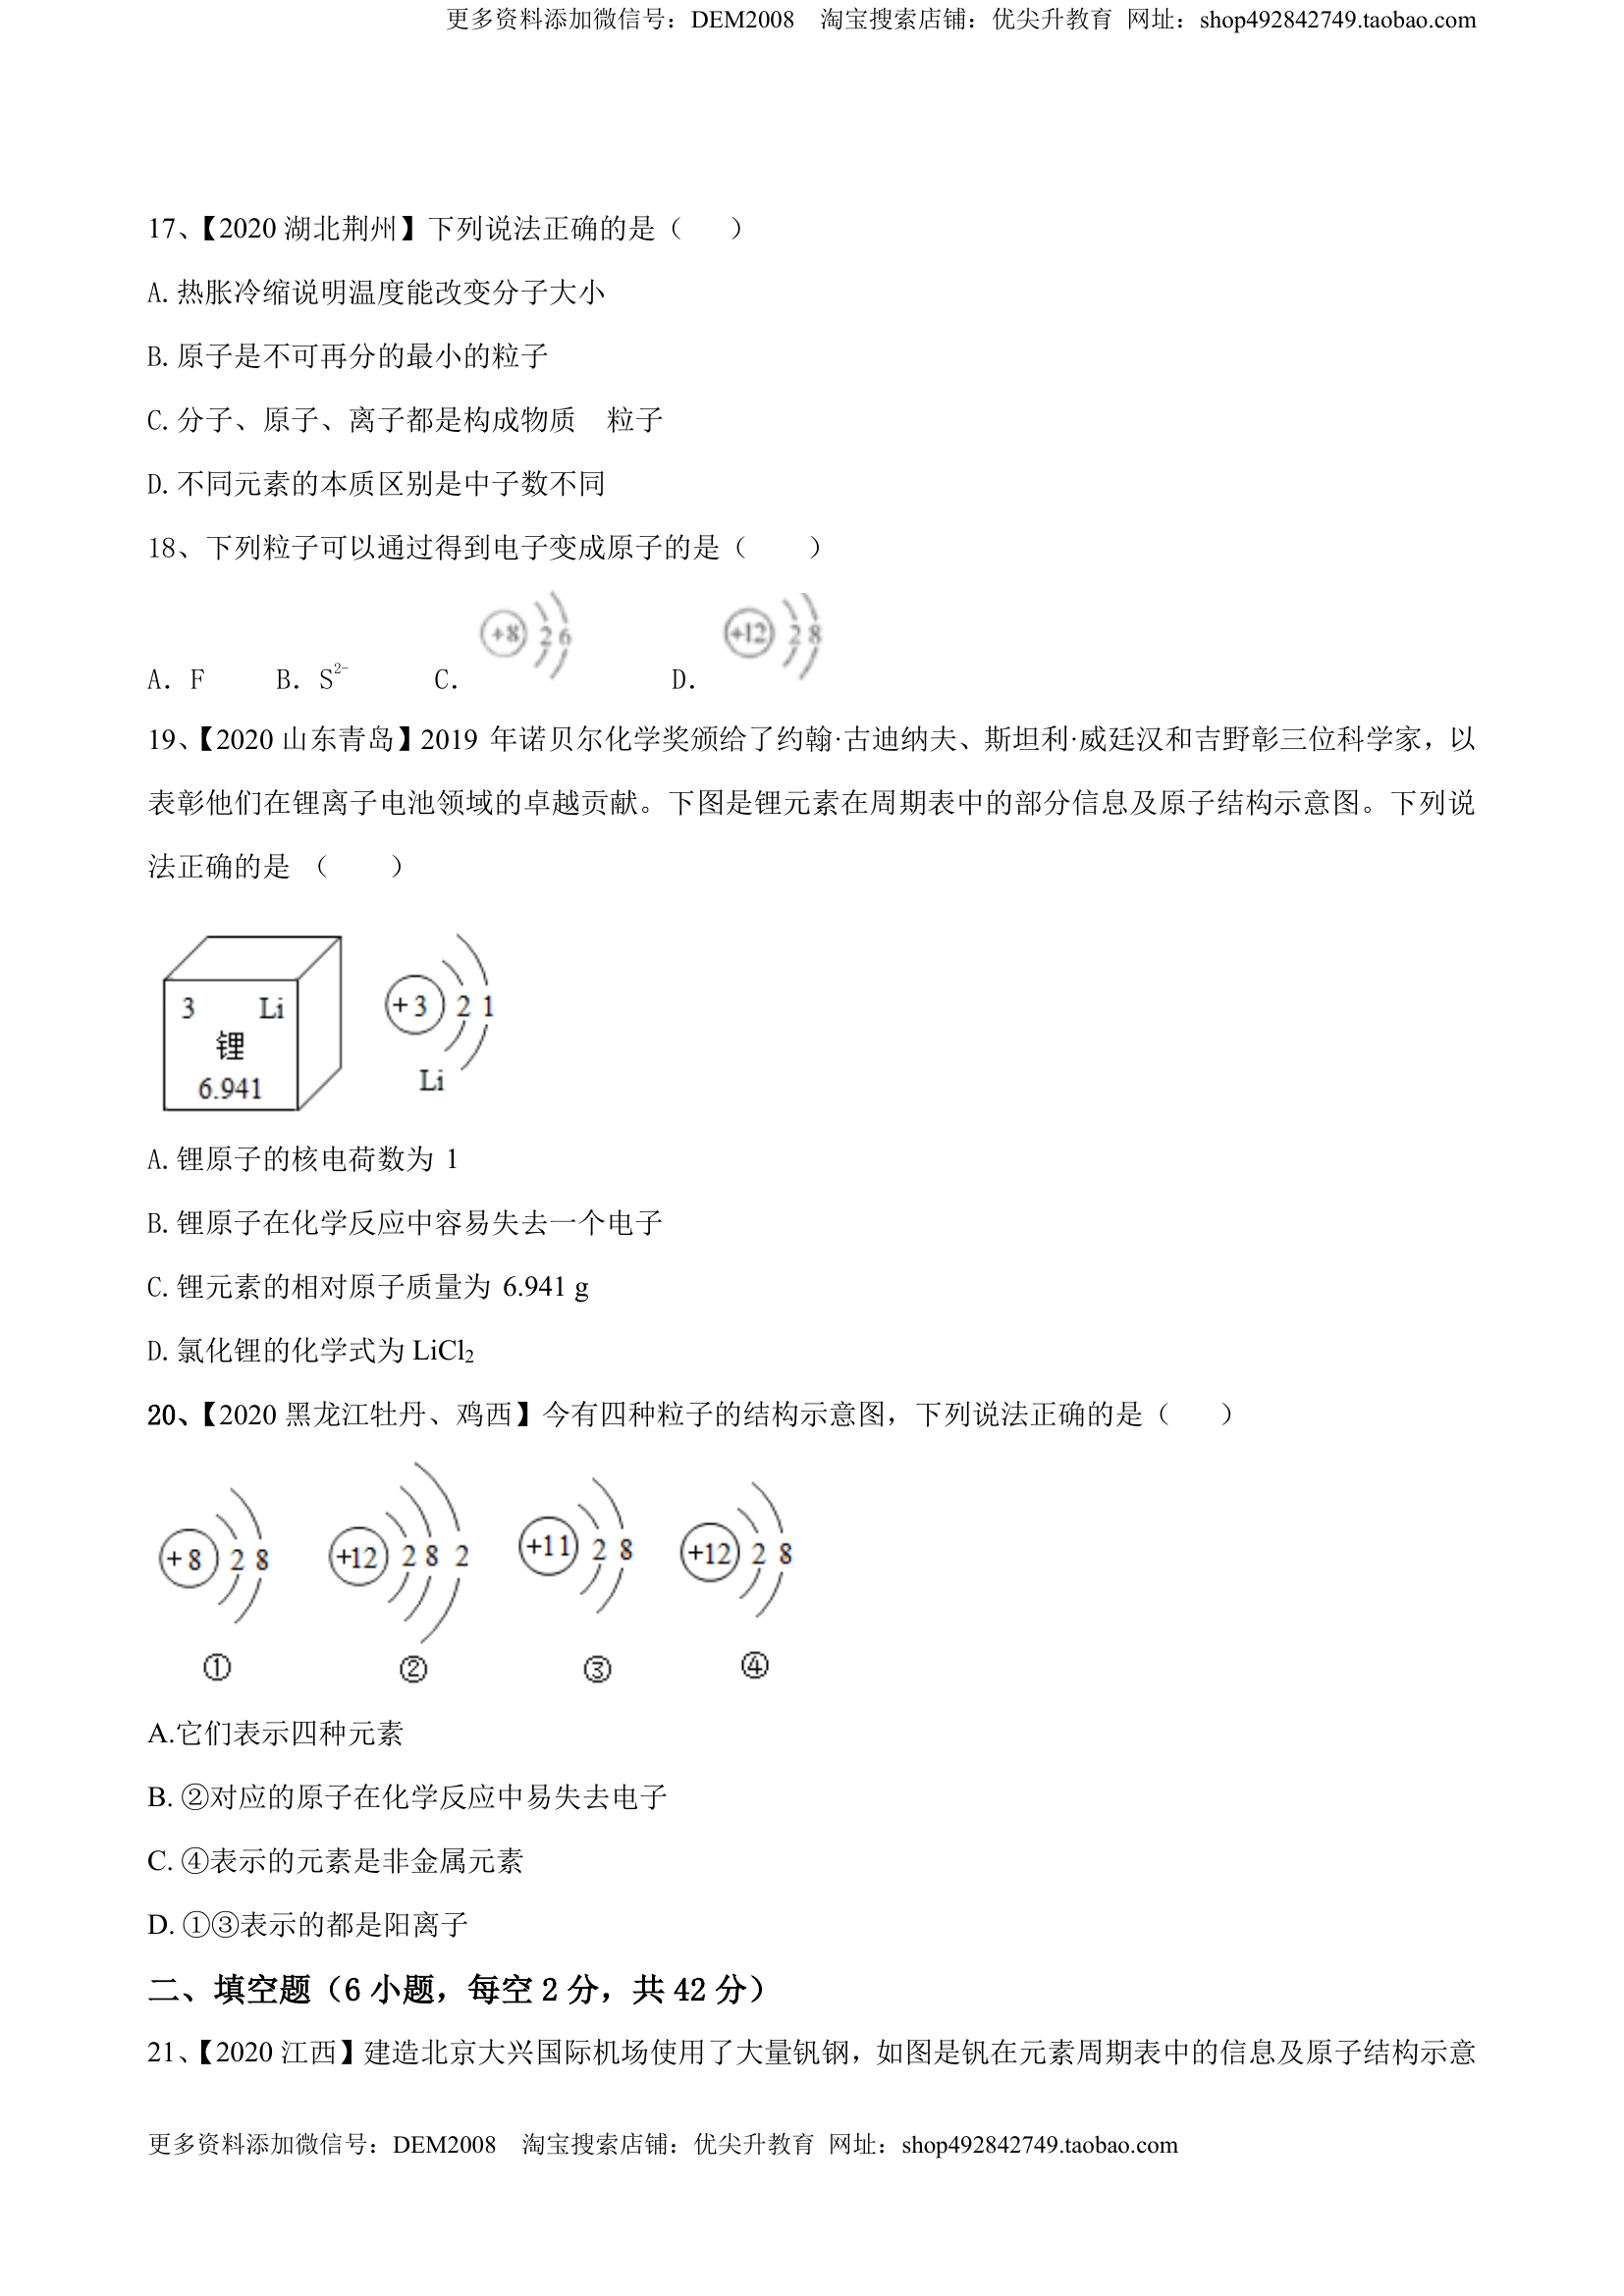 更多资料添加微信号：DEM2008 淘宝搜索店铺：优尖升教育 网址：shop492842749.taobao.com
17、【2020 湖北荆州】下列说法正确的是（ ）
A. 热胀冷缩说明温度能改变分子大小
B. 原子是不可再分的最小的粒子
C. 分子、原子、离子都是构成物质 粒子
D. 不同元素的本质区别是中子数不同
18、下列粒子可以通过得到电子变成原子的是（ ）
+8 2 6 +12 2 8
A．F B．S²⁻ C． D．
19、【2020 山东青岛】2019 年诺贝尔化学奖颁给了约翰·古迪纳夫、斯坦利·威廷汉和吉野彰三位科学家，以
表彰他们在锂离子电池领域的卓越贡献。下图是锂元素在周期表中的部分信息及原子结构示意图。下列说
法正确的是 （ ）
3 Li +3 2 1
锂
6.941 Li
A. 锂原子的核电荷数为 1
B. 锂原子在化学反应中容易失去一个电子
C. 锂元素的相对原子质量为 6.941 g
D. 氯化锂的化学式为 LiCl₂
20、【2020 黑龙江牡丹、鸡西】今有四种粒子的结构示意图，下列说法正确的是（ ）
+8 2 8 +12 2 8 2 +11 2 8 +12 2 8
① ② ③ ④
A.它们表示四种元素
B. ②对应的原子在化学反应中易失去电子
C. ④表示的元素是非金属元素
D. ①③表示的都是阳离子
二、填空题（6 小题，每空 2 分，共 42 分）
21、【2020 江西】建造北京大兴国际机场使用了大量钒钢，如图是钒在元素周期表中的信息及原子结构示意
更多资料添加微信号：DEM2008 淘宝搜索店铺：优尖升教育 网址：shop492842749.taobao.com